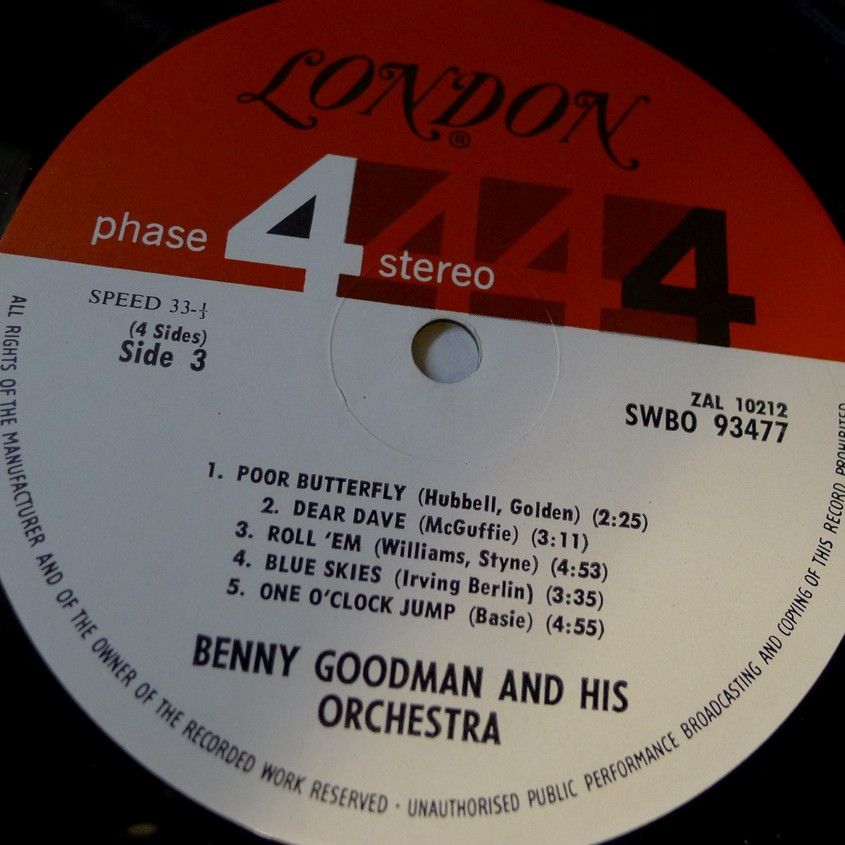 LONDON
®
phase 4 stereo 4 4 4
SPEED 33-⅓
(4 Sides)
Side 3
ZAL 10212
SWBO 93477
1. POOR BUTTERFLY (Hubbell, Golden) (2:25)
2. DEAR DAVE (McGuffie) (3:11)
3. ROLL 'EM (Williams, Styne) (4:53)
4. BLUE SKIES (Irving Berlin) (3:35)
5. ONE O'CLOCK JUMP (Basie) (4:55)
BENNY GOODMAN AND HIS
ORCHESTRA
ALL RIGHTS OF THE MANUFACTURER AND OF THE OWNER OF THE RECORDED WORK RESERVED · UNAUTHORISED PUBLIC PERFORMANCE BROADCASTING AND COPYING OF THIS RECORD PROHIBITED